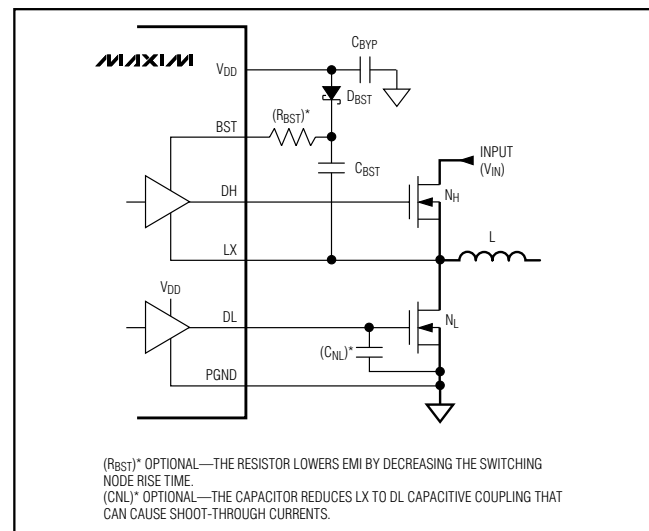 MAXIM
VDD
CBYP
DBST
BST
(RBST)*
CBST
INPUT
(VIN)
DH
NH
L
LX
VDD
DL
NL
(CNL)*
PGND
(RBST)* OPTIONAL—THE RESISTOR LOWERS EMI BY DECREASING THE SWITCHING
NODE RISE TIME.
(CNL)* OPTIONAL—THE CAPACITOR REDUCES LX TO DL CAPACITIVE COUPLING THAT
CAN CAUSE SHOOT-THROUGH CURRENTS.